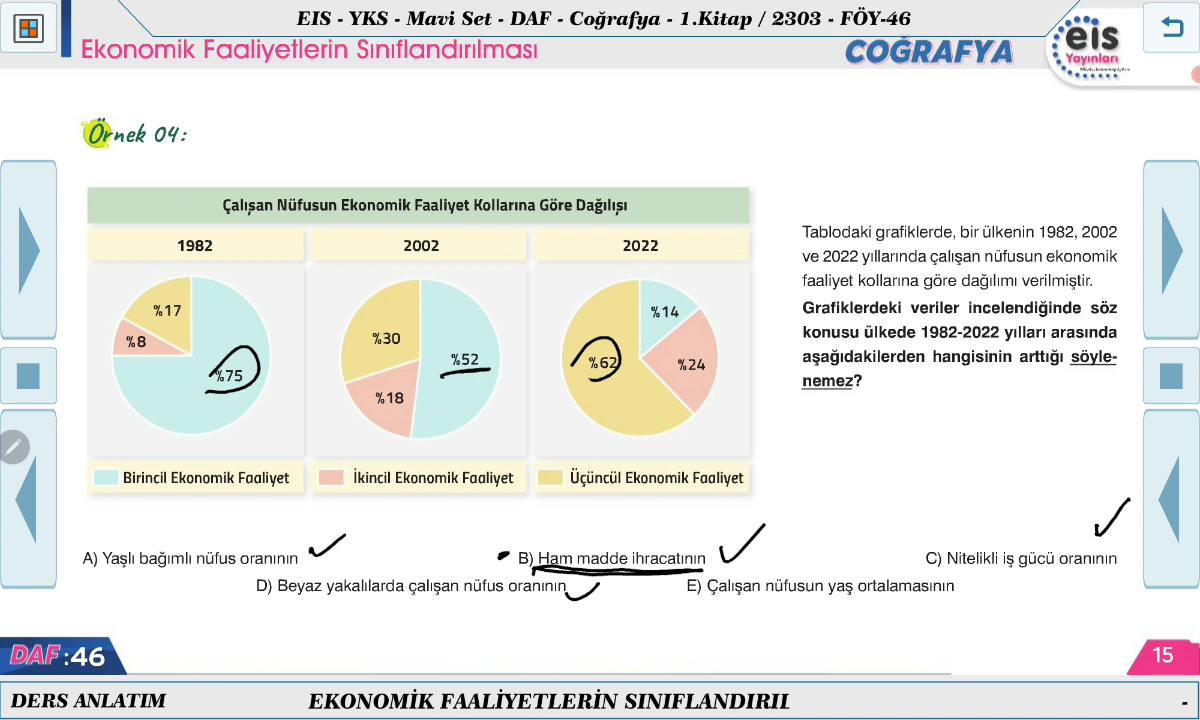 EIS - YKS - Mavi Set - DAF - Coğrafya - 1.Kitap / 2303 - FÖY-46
Ekonomik Faaliyetlerin Sınıflandırılması
COĞRAFYA
eis
Yayınları
Örnek 04:
Çalışan Nüfusun Ekonomik Faaliyet Kollarına Göre Dağılışı
1982
2002
2022
%17
%8
%75
%30
%52
%18
%14
%62
%24
Birincil Ekonomik Faaliyet
İkincil Ekonomik Faaliyet
Üçüncül Ekonomik Faaliyet
Tablodaki grafiklerde, bir ülkenin 1982, 2002
ve 2022 yıllarında çalışan nüfusun ekonomik
faaliyet kollarına göre dağılımı verilmiştir.
Grafiklerdeki veriler incelendiğinde söz
konusu ülkede 1982-2022 yılları arasında
aşağıdakilerden hangisinin arttığı söyle-
nemez?
A) Yaşlı bağımlı nüfus oranının
B) Ham madde ihracatının
C) Nitelikli iş gücü oranının
D) Beyaz yakalılarda çalışan nüfus oranının
E) Çalışan nüfusun yaş ortalamasının
DAF:46
15
DERS ANLATIM
EKONOMİK FAALİYETLERİN SINIFLANDIRII
-